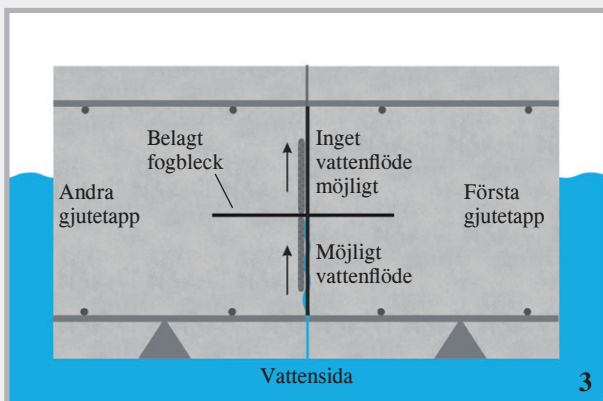 Belagt
fogbleck
Inget
vattenflöde
möjligt
Andra
gjutetapp
Första
gjutetapp
Möjligt
vattenflöde
Vattensida
3